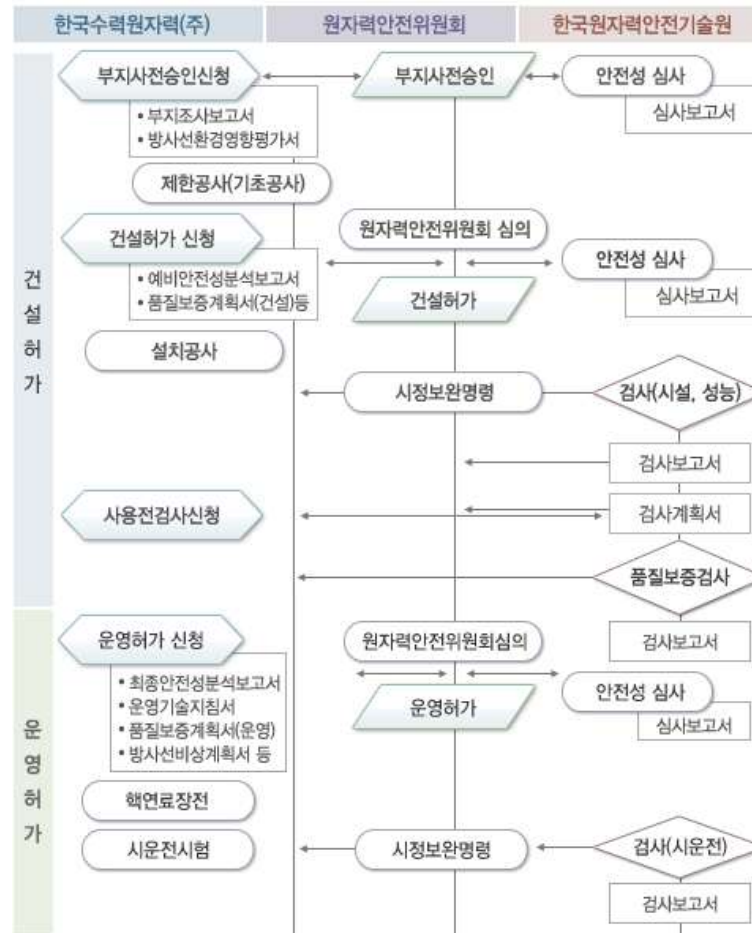 한국수력원자력(주) 원자력안전위원회 한국원자력안전기술원
건설허가
부지사전승인신청 부지사전승인 안전성 심사
• 부지조사보고서
• 방사선환경영향평가서
심사보고서
제한공사(기초공사)
건설허가 신청 원자력안전위원회 심의 안전성 심사
• 예비안전성분석보고서
• 품질보증계획서(건설)등
건설허가
심사보고서
설치공사
시정보완명령 검사(시설, 성능)
검사보고서
사용전검사신청 검사계획서
품질보증검사
운영허가
운영허가 신청 원자력안전위원회심의 검사보고서
• 최종안전성분석보고서
• 운영기술지침서
• 품질보증계획서(운영)
• 방사선비상계획서 등
운영허가 안전성 심사
심사보고서
핵연료장전
시운전시험 시정보완명령 검사(시운전)
검사보고서